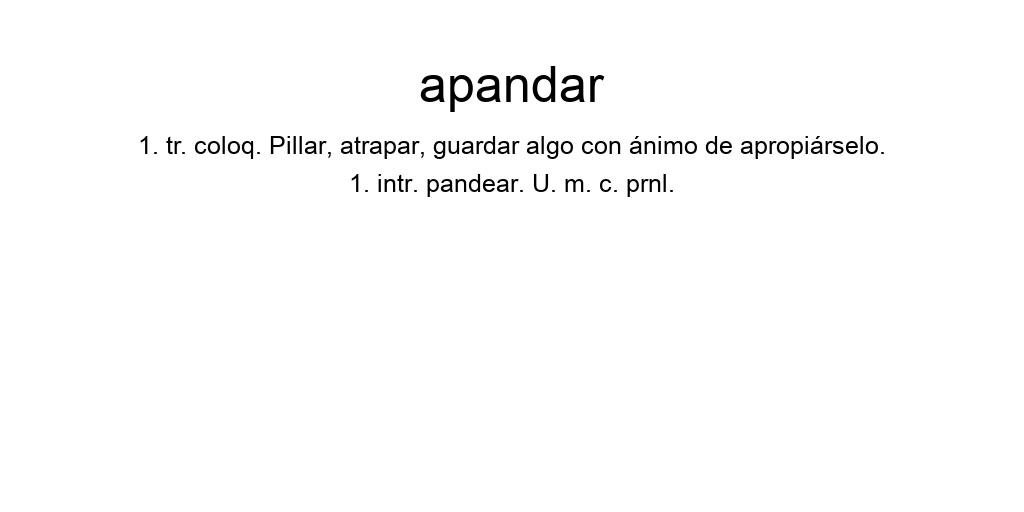 apandar
1. tr. coloq. Pillar, atrapar, guardar algo con ánimo de apropiárselo.
1. intr. pandear. U. m. c. prnl.